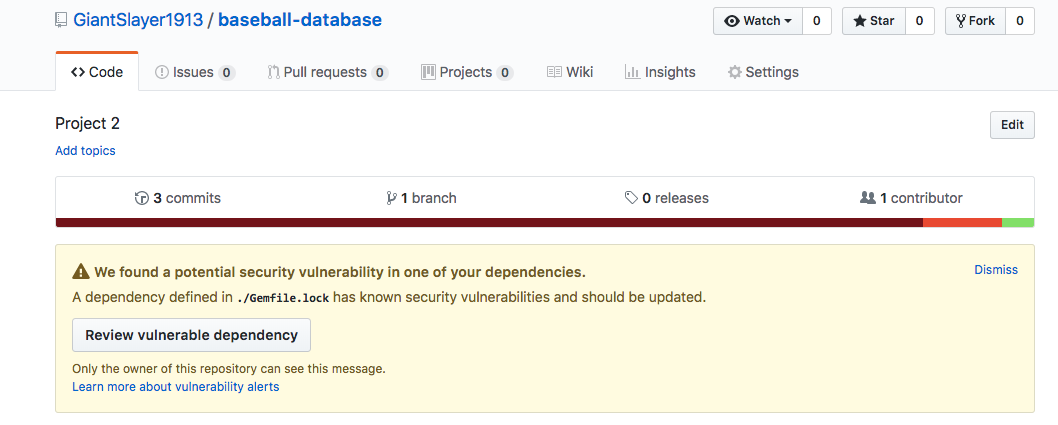 GiantSlayer1913 / baseball-database
Watch 0 Star 0 Fork 0
Code Issues 0 Pull requests 0 Projects 0 Wiki Insights Settings
Project 2
Edit
Add topics
3 commits 1 branch 0 releases 1 contributor
We found a potential security vulnerability in one of your dependencies.
Dismiss
A dependency defined in ./Gemfile.lock has known security vulnerabilities and should be updated.
Review vulnerable dependency
Only the owner of this repository can see this message.
Learn more about vulnerability alerts